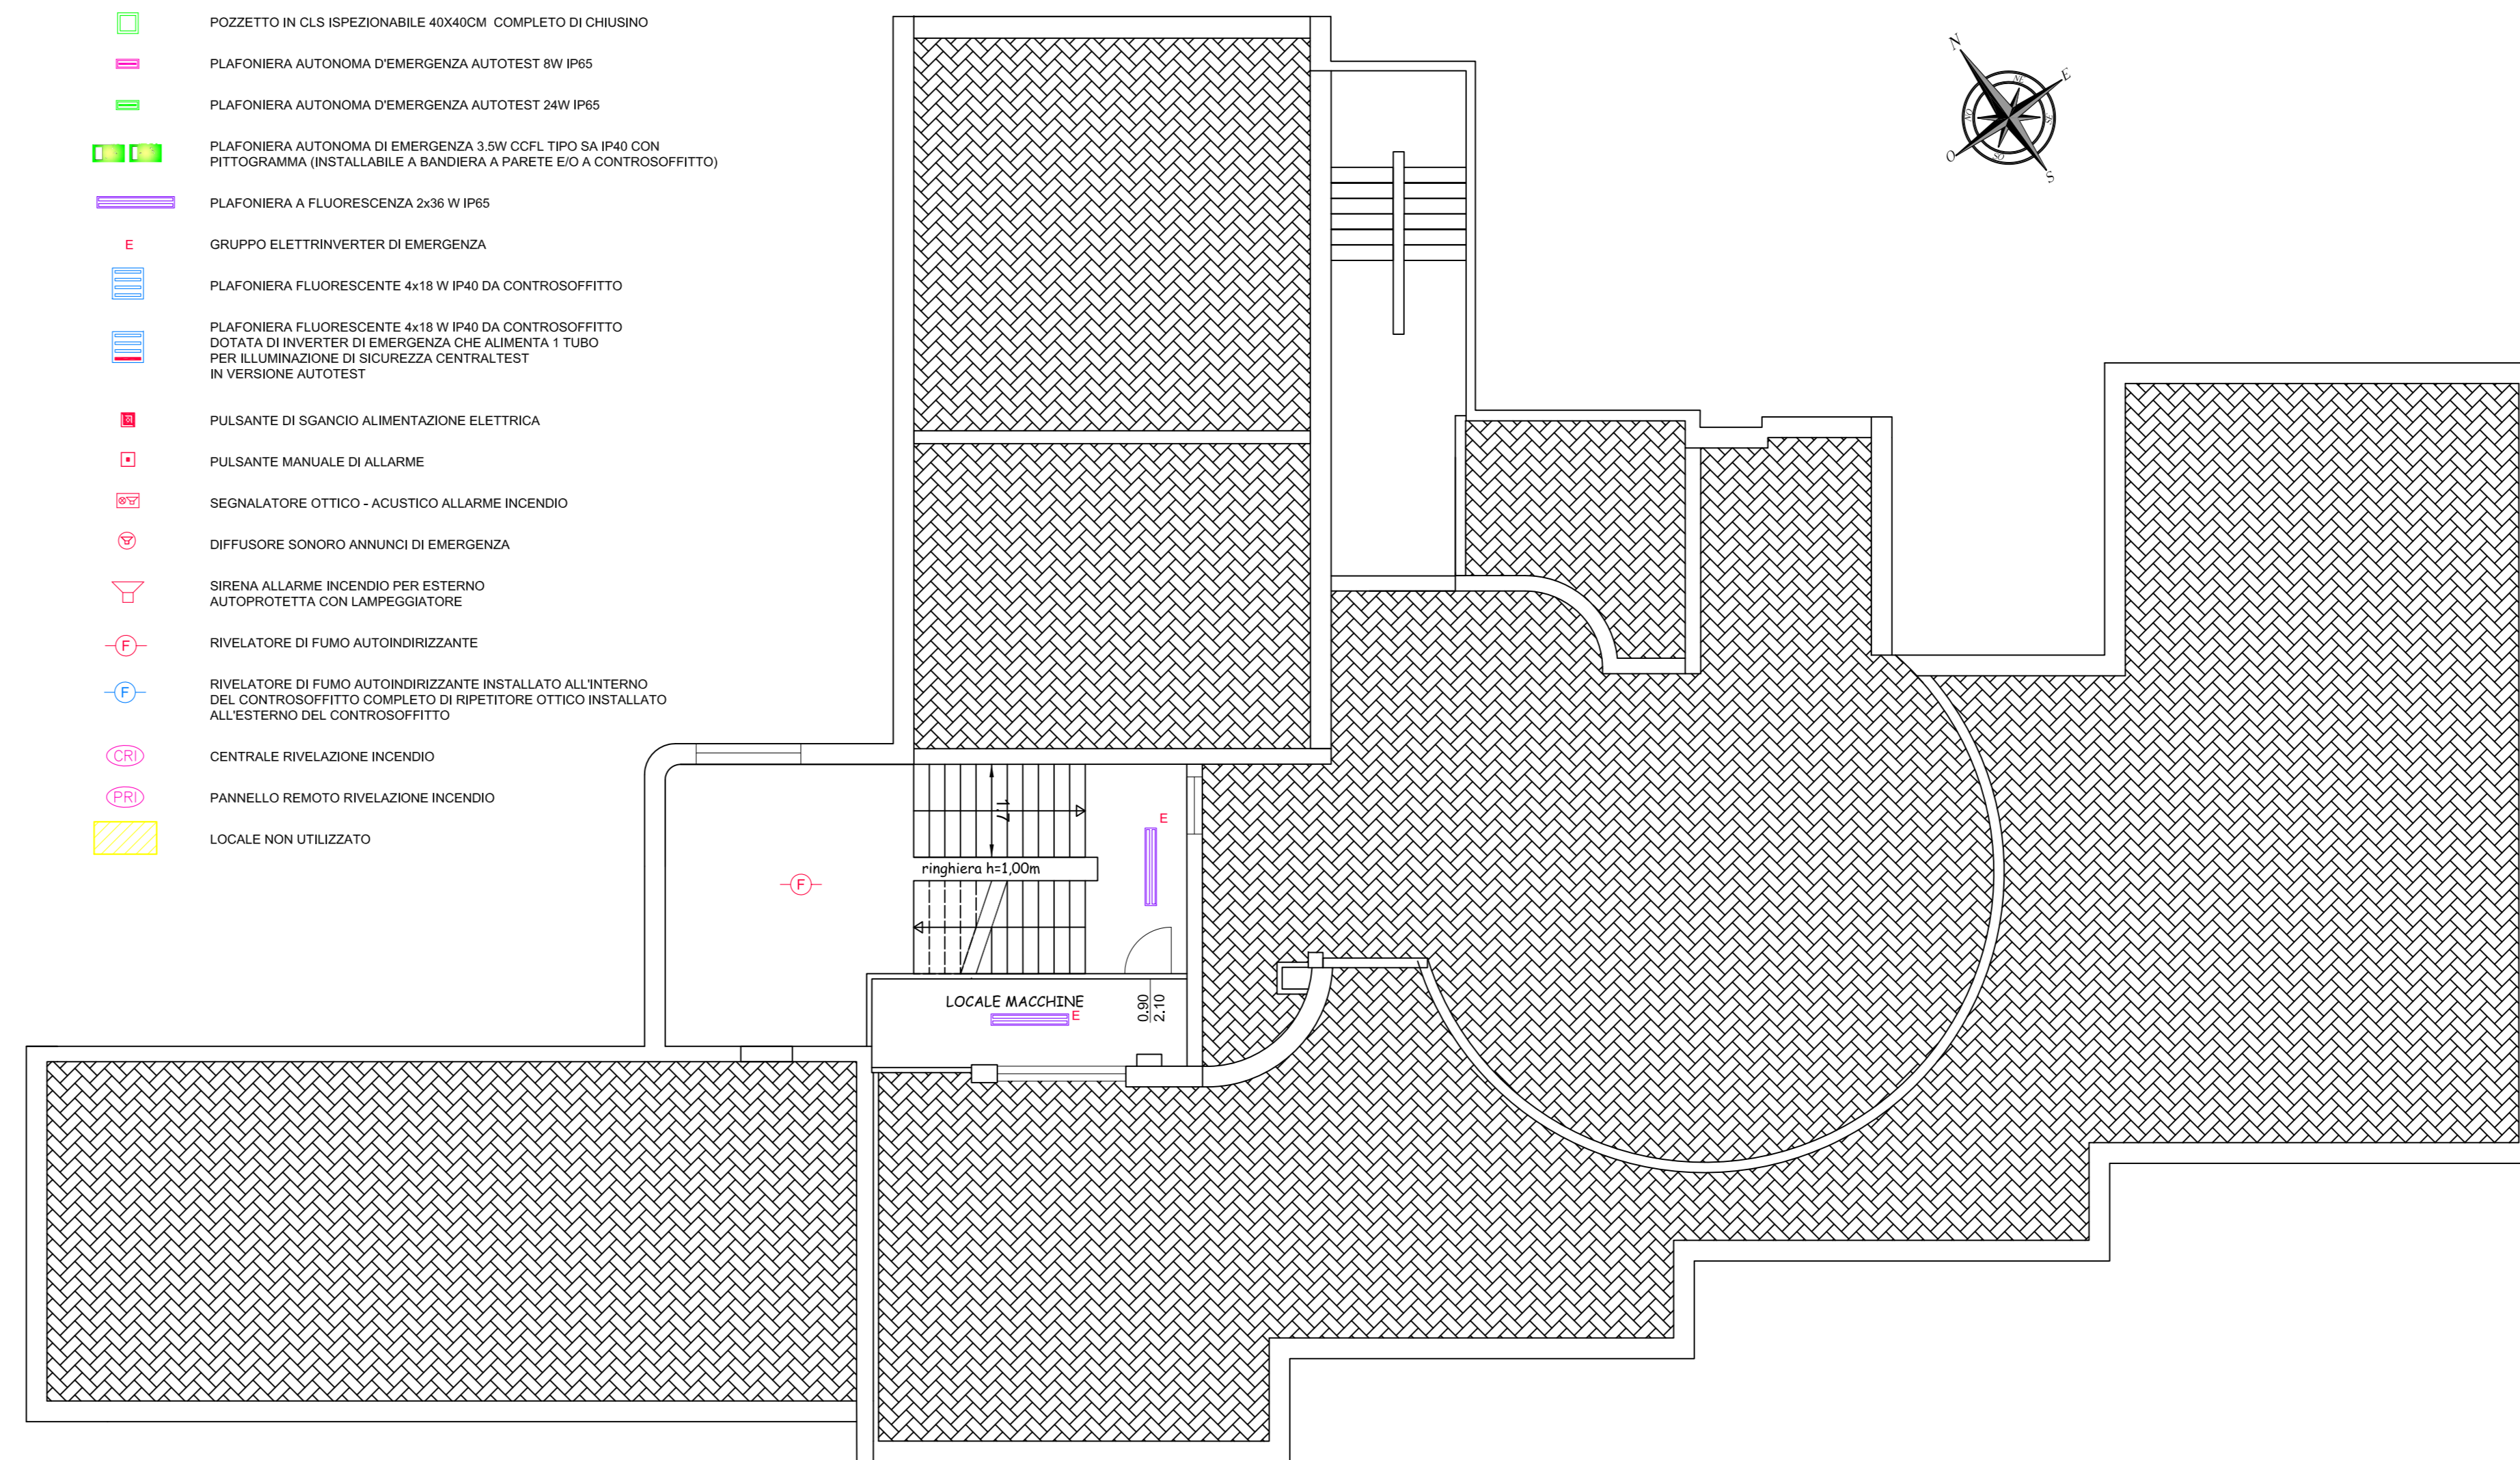 POZZETTO IN CLS ISPEZIONABILE 40X40CM COMPLETO DI CHIUSINO
PLAFONIERA AUTONOMA D'EMERGENZA AUTOTEST 8W IP65
PLAFONIERA AUTONOMA D'EMERGENZA AUTOTEST 24W IP65
PLAFONIERA AUTONOMA DI EMERGENZA 3.5W CCFL TIPO SA IP40 CON
PITTOGRAMMA (INSTALLABILE A BANDIERA A PARETE E/O A CONTROSOFFITTO)
PLAFONIERA A FLUORESCENZA 2x36 W IP65
E GRUPPO ELETTRINVERTER DI EMERGENZA
PLAFONIERA FLUORESCENTE 4x18 W IP40 DA CONTROSOFFITTO
PLAFONIERA FLUORESCENTE 4x18 W IP40 DA CONTROSOFFITTO
DOTATA DI INVERTER DI EMERGENZA CHE ALIMENTA 1 TUBO
PER ILLUMINAZIONE DI SICUREZZA CENTRALTEST
IN VERSIONE AUTOTEST
PULSANTE DI SGANCIO ALIMENTAZIONE ELETTRICA
PULSANTE MANUALE DI ALLARME
SEGNALATORE OTTICO - ACUSTICO ALLARME INCENDIO
DIFFUSORE SONORO ANNUNCI DI EMERGENZA
SIRENA ALLARME INCENDIO PER ESTERNO
AUTOPROTETTA CON LAMPEGGIATORE
F RIVELATORE DI FUMO AUTOINDIRIZZANTE
F RIVELATORE DI FUMO AUTOINDIRIZZANTE INSTALLATO ALL'INTERNO
DEL CONTROSOFFITTO COMPLETO DI RIPETITORE OTTICO INSTALLATO
ALL'ESTERNO DEL CONTROSOFFITTO
CRI CENTRALE RIVELAZIONE INCENDIO
PRI PANNELLO REMOTO RIVELAZIONE INCENDIO
LOCALE NON UTILIZZATO
N
NE
E
SE
S
SO
O
NO
117
E
ringhiera h=1,00m
F
LOCALE MACCHINE
E
0.90
2.10